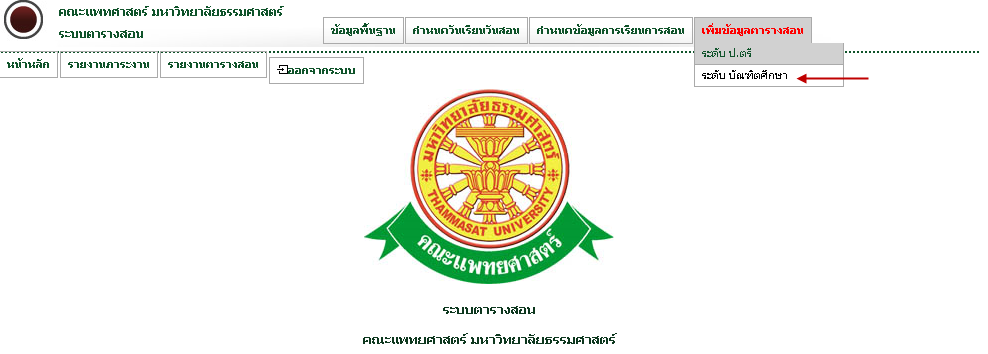 คณะแพทศาสตร์ มหาวิทยาลัยธรรมศาสตร์
ระบบตารางสอน
ข้อมูลพื้นฐาน กำหนดวันเรียนวันสอน กำหนดข้อมูลการเรียนการสอน เพิ่มข้อมูลตารางสอน
ระดับ ป.ตรี
ระดับ บัณฑิตศึกษา
หน้าหลัก รายงานภาระงาน รายงานตารางสอน ออกจากระบบ
มหาวิทยาลัยธรรมศาสตร์
THAMMASAT UNIVERSITY
คณะแพทยศาสตร์
ระบบตารางสอน
คณะแพทยศาสตร์ มหาวิทยาลัยธรรมศาสตร์